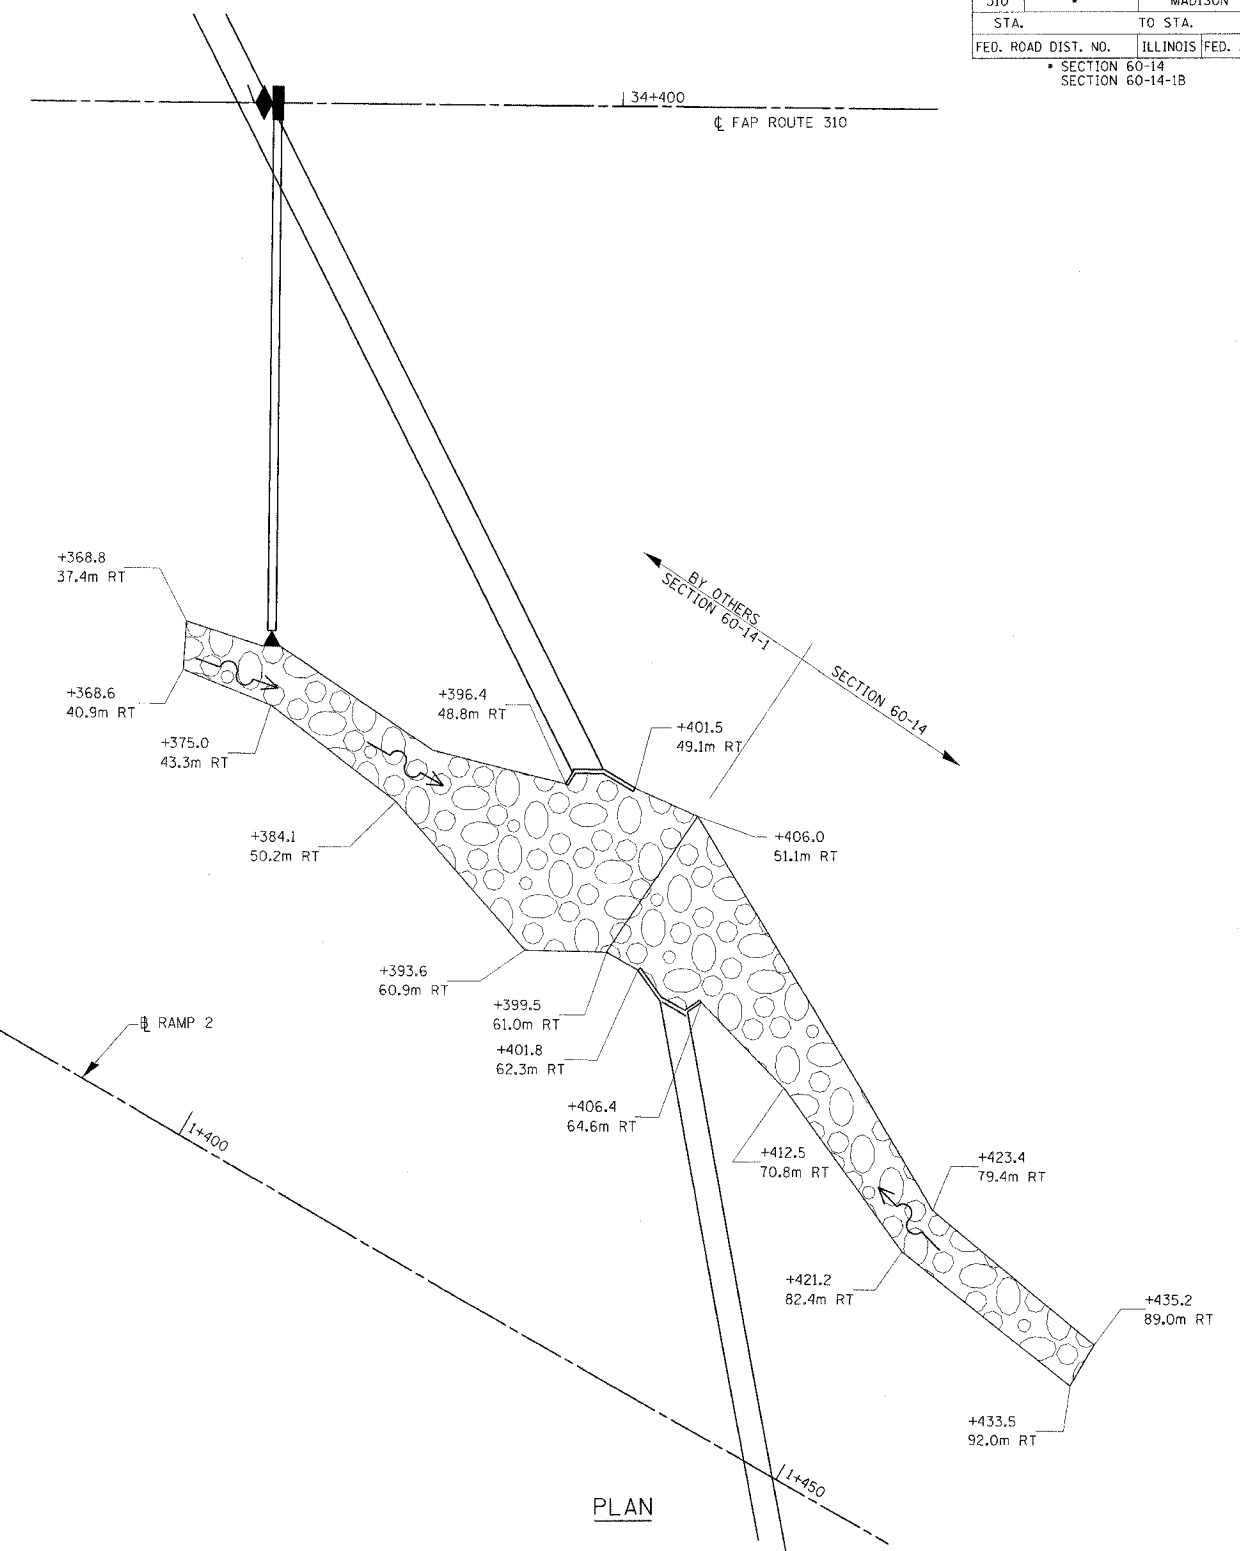 310 * MADISON
STA. TO STA.
FED. ROAD DIST. NO. ILLINOIS FED.
* SECTION 60-14
SECTION 60-14-1B
34+400
℄ FAP ROUTE 310
+368.8
37.4m RT
BY OTHERS
SECTION 60-14-1
SECTION 60-14
+368.6
40.9m RT
+396.4
48.8m RT
+401.5
49.1m RT
+375.0
43.3m RT
+384.1
50.2m RT
+406.0
51.1m RT
+393.6
60.9m RT
+399.5
61.0m RT
RAMP 2
+401.8
62.3m RT
1+400
+406.4
64.6m RT
+412.5
70.8m RT
+423.4
79.4m RT
+421.2
82.4m RT
+435.2
89.0m RT
+433.5
92.0m RT
1+450
PLAN